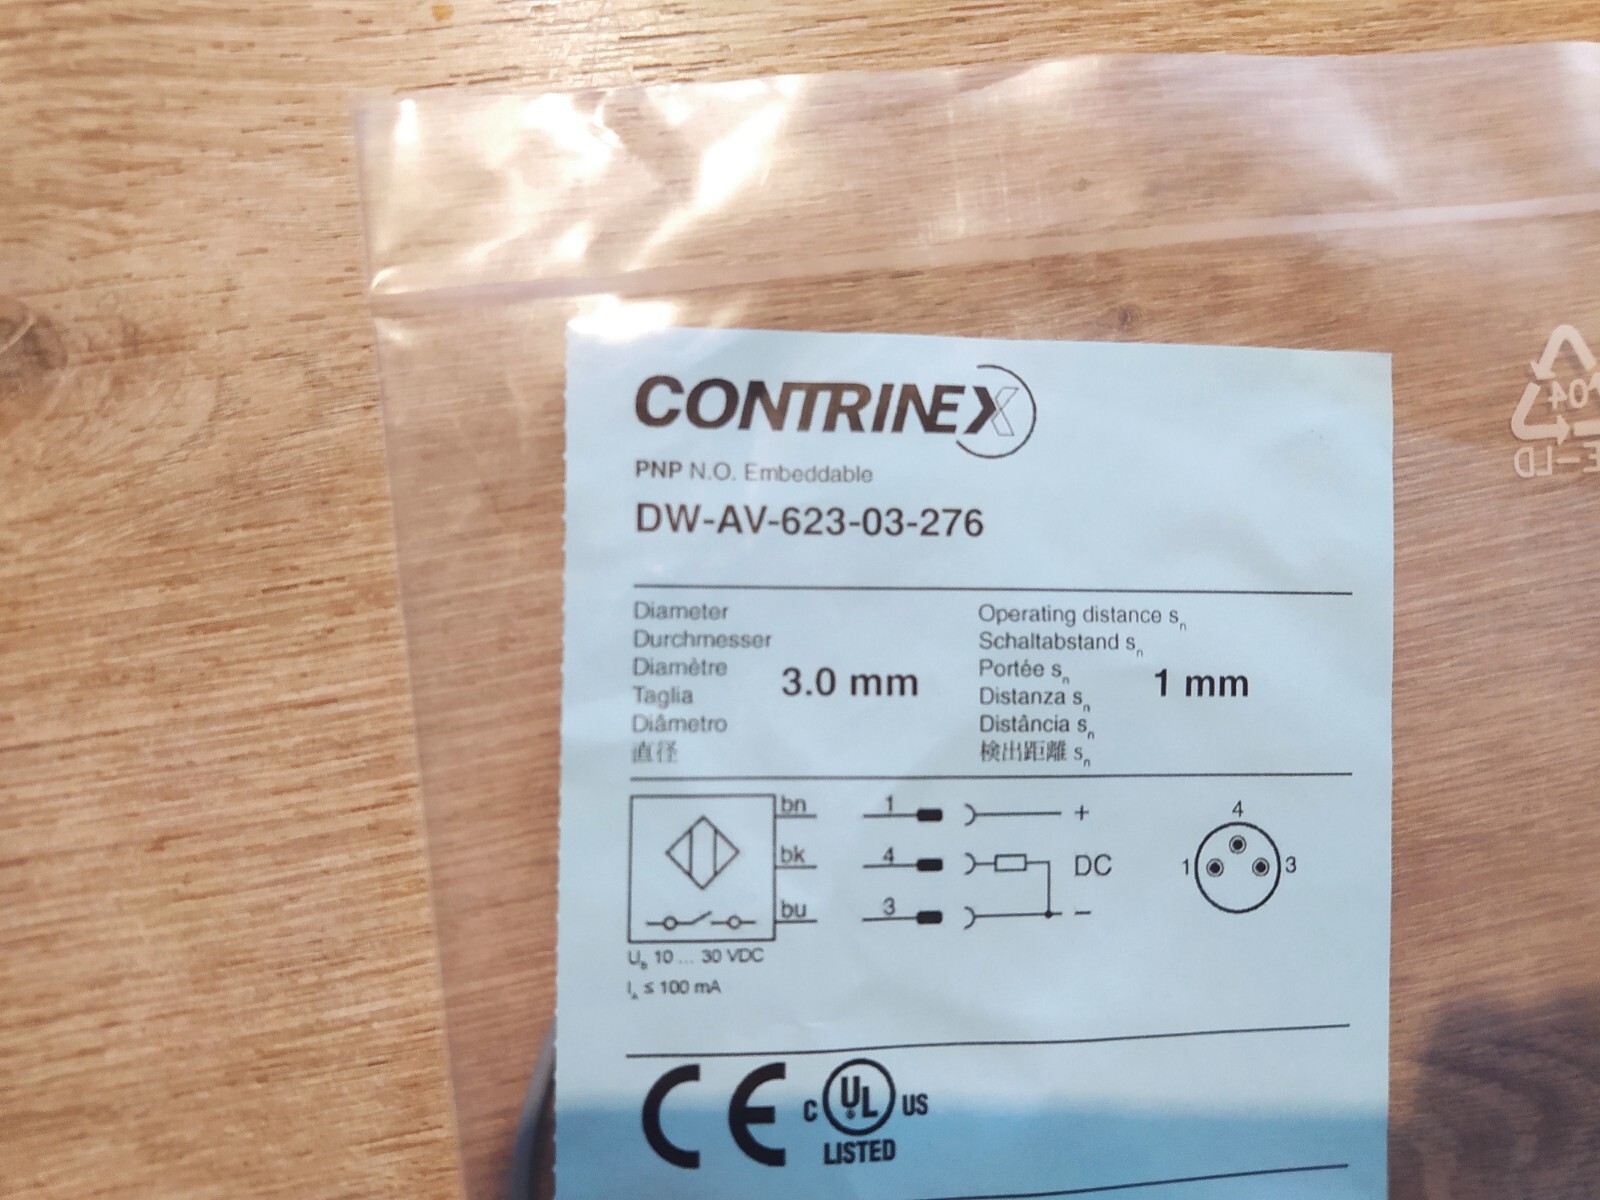 CONTRINEX
PNP N.O. Embeddable
DW-AV-623-03-276
Diameter
Durchmesser
Diamètre
Taglia
Diâmetro
直径
3.0 mm
Operating distance sn
Schaltabstand sn
Portée sn
Distanza sn
Distância sn
検出距離 sn
1 mm
bn 1 +
bk 4 DC
bu 3 −
4
1 3
Ub 10 ... 30 VDC
IA ≤ 100 mA
CE C UL US
LISTED
04